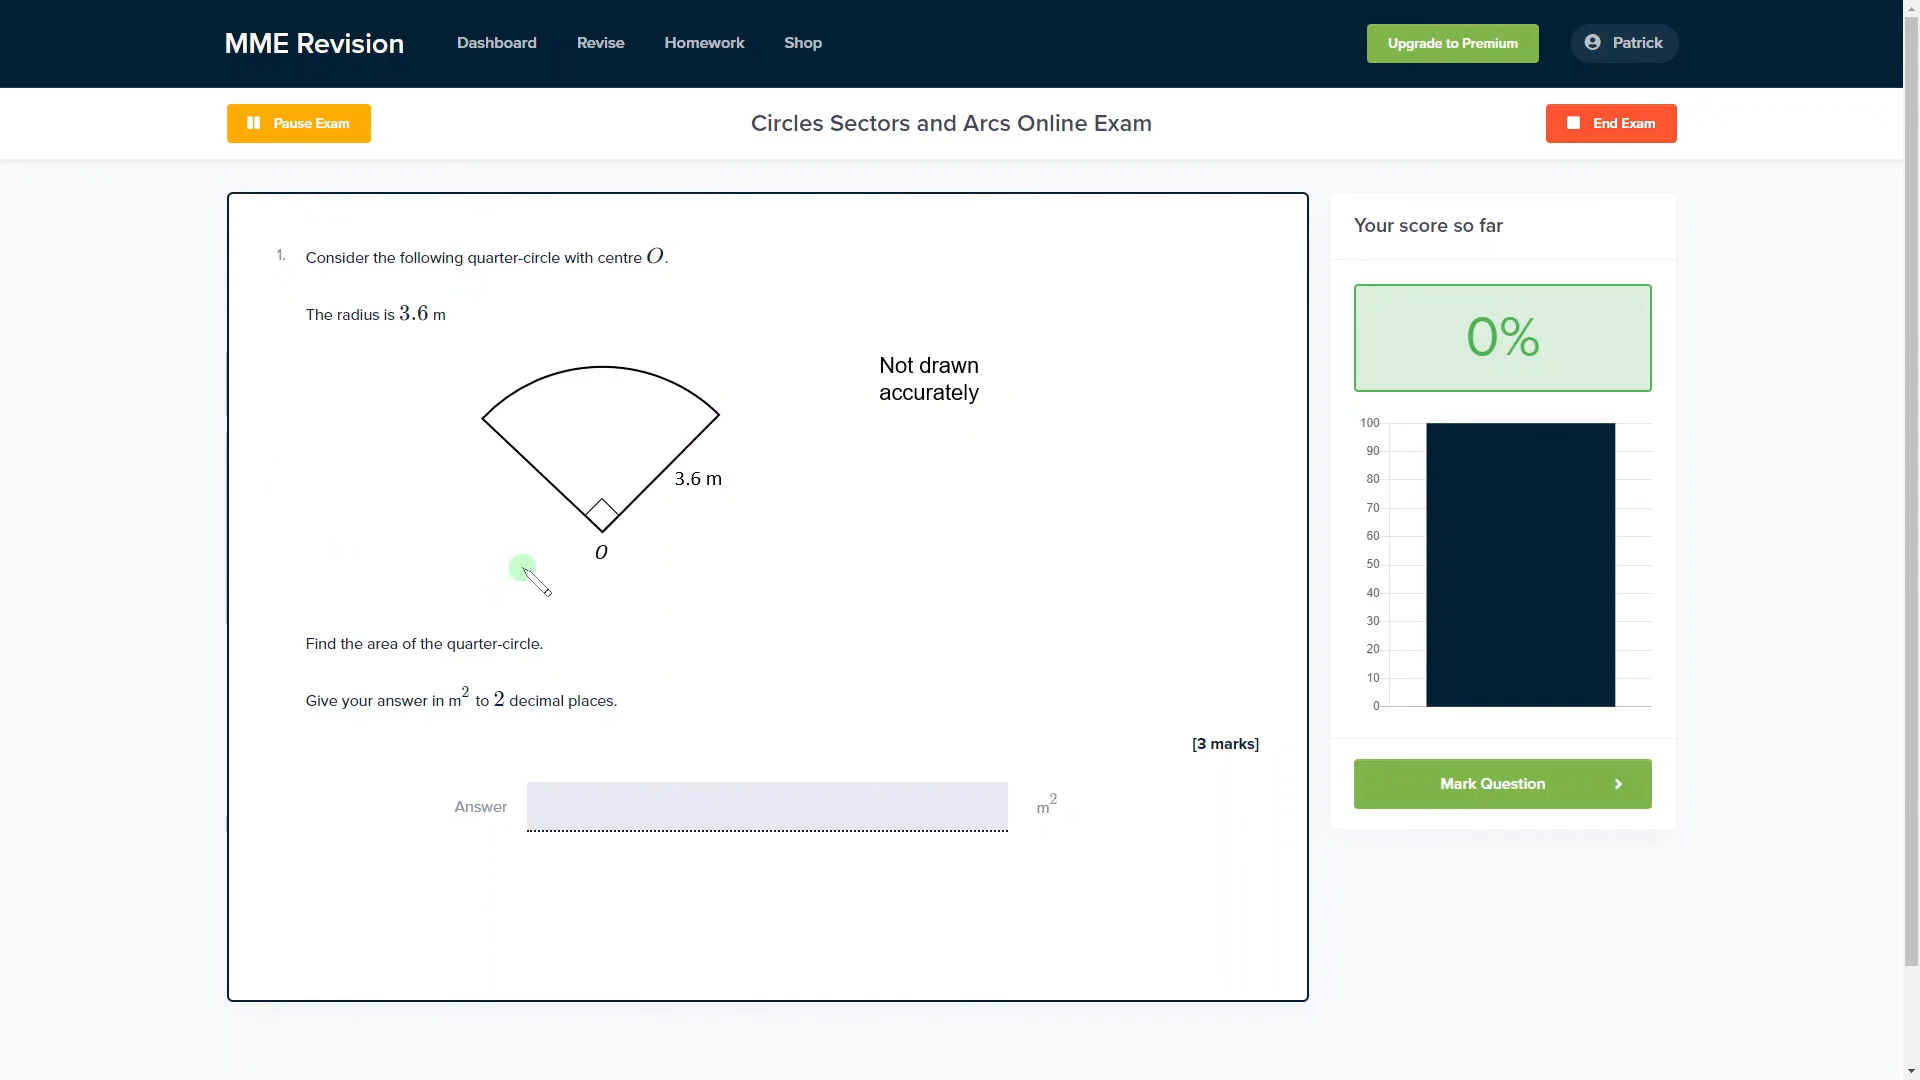 MME Revision Dashboard Revise Homework Shop Upgrade to Premium Patrick
Pause Exam Circles Sectors and Arcs Online Exam End Exam
1. Consider the following quarter-circle with centre O.
The radius is 3.6 m
Not drawn
accurately
3.6 m
O
Find the area of the quarter-circle.
Give your answer in m² to 2 decimal places.
[3 marks]
Answer m²
Your score so far
0%
100
90
80
70
60
50
40
30
20
10
0
Mark Question